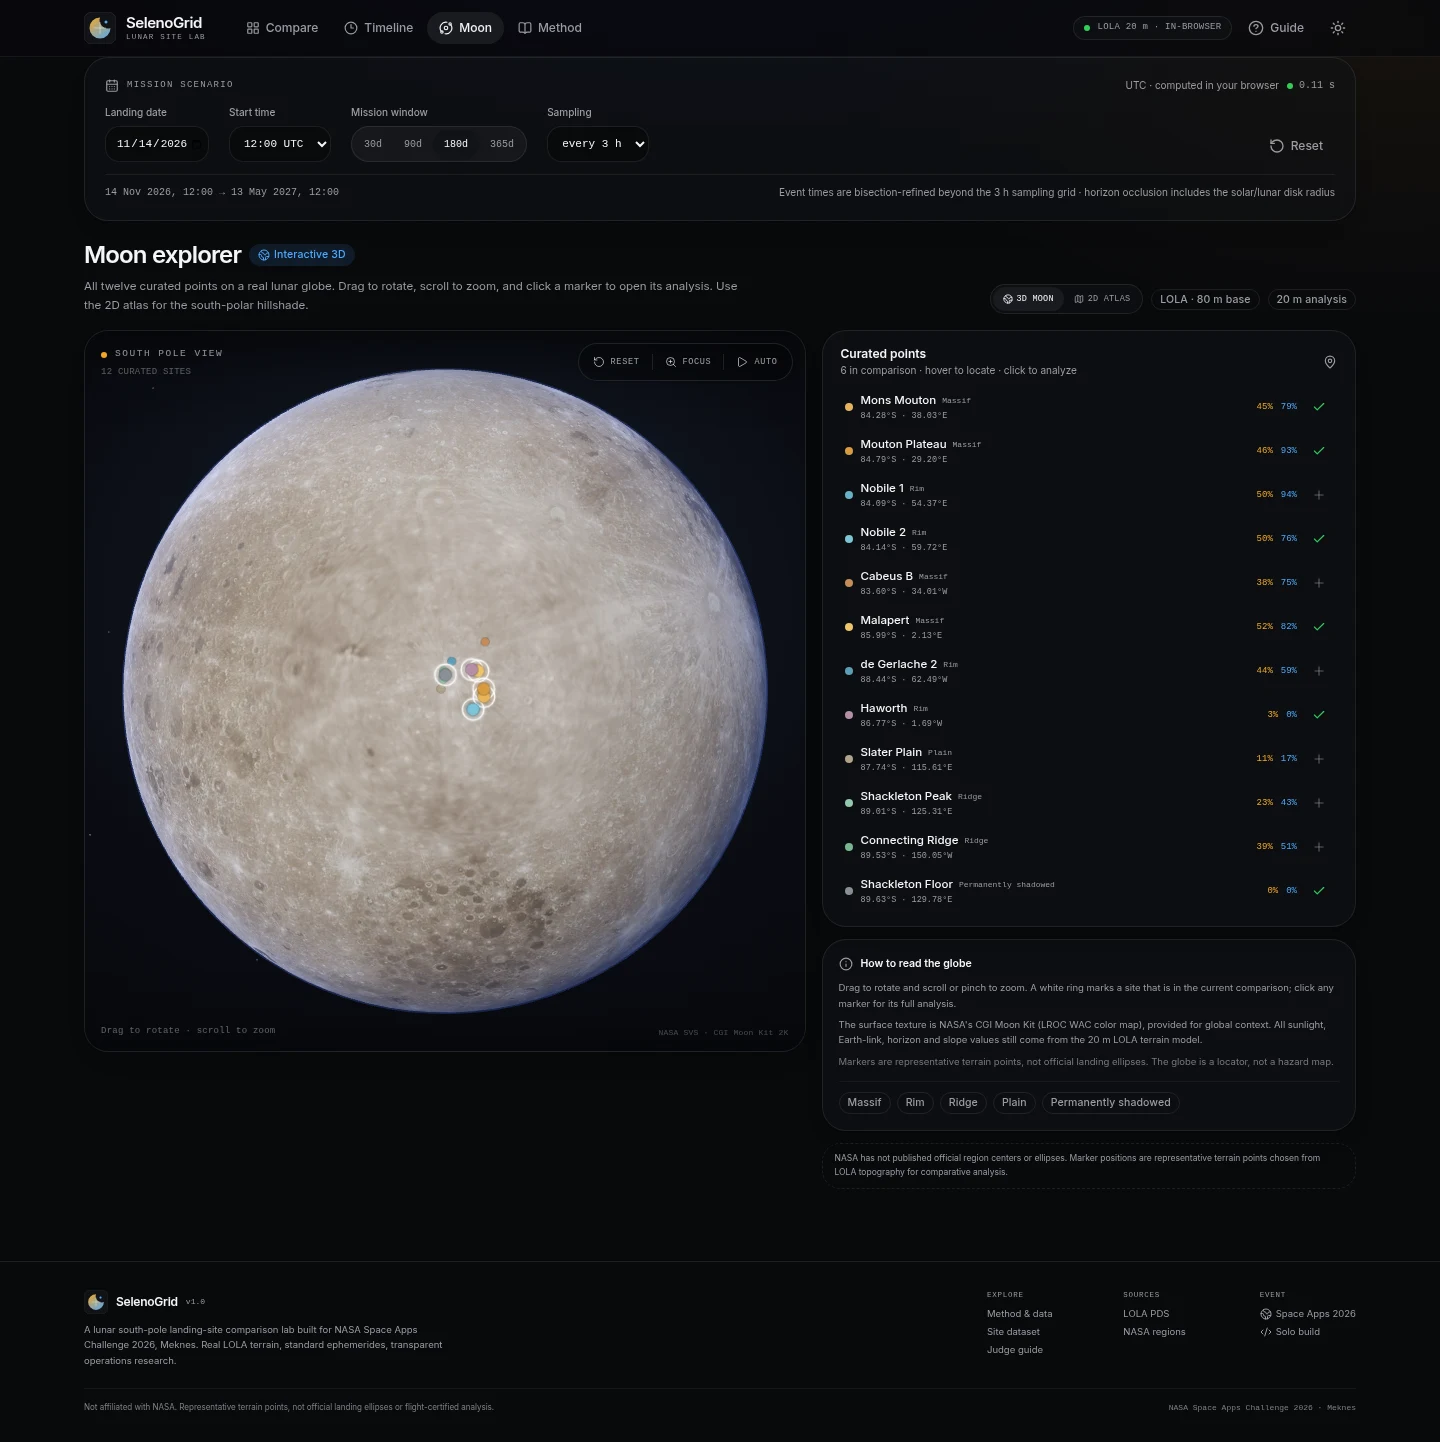 SelenoGrid
LUNAR SITE LAB
Compare
Timeline
Moon
Method
LOLA 20 m · IN-BROWSER
Guide
MISSION SCENARIO
UTC · computed in your browser
0.11 s
Landing date
Start time
Mission window
Sampling
11/14/2026
12:00 UTC
30d
90d
180d
365d
every 3 h
Reset
14 Nov 2026, 12:00 → 13 May 2027, 12:00
Event times are bisection-refined beyond the 3 h sampling grid · horizon occlusion includes the solar/lunar disk radius
Moon explorer
Interactive 3D
All twelve curated points on a real lunar globe. Drag to rotate, scroll to zoom, and click a marker to open its analysis. Use
the 2D atlas for the south-polar hillshade.
3D MOON
2D ATLAS
LOLA · 80 m base
20 m analysis
SOUTH POLE VIEW
12 CURATED SITES
RESET
FOCUS
AUTO
Drag to rotate · scroll to zoom
NASA SVS · CGI Moon Kit 2K
Curated points
6 in comparison · hover to locate · click to analyze
Mons Mouton Massif
84.28°S · 38.03°E
45% 79%
Mouton Plateau Massif
84.79°S · 29.20°E
46% 93%
Nobile 1 Rim
84.09°S · 54.37°E
50% 94%
Nobile 2 Rim
84.14°S · 59.72°E
50% 76%
Cabeus B Massif
83.60°S · 34.01°W
38% 75%
Malapert Massif
85.99°S · 2.13°E
52% 82%
de Gerlache 2 Rim
88.44°S · 62.49°W
44% 59%
Haworth Rim
86.77°S · 1.69°W
3% 0%
Slater Plain Plain
87.74°S · 115.61°E
11% 17%
Shackleton Peak Ridge
89.01°S · 125.31°E
23% 43%
Connecting Ridge Ridge
89.53°S · 150.05°W
39% 51%
Shackleton Floor Permanently shadowed
89.63°S · 129.78°E
0% 0%
How to read the globe
Drag to rotate and scroll or pinch to zoom. A white ring marks a site that is in the current comparison; click any
marker for its full analysis.
The surface texture is NASA's CGI Moon Kit (LROC WAC color map), provided for global context. All sunlight,
Earth-link, horizon and slope values still come from the 20 m LOLA terrain model.
Markers are representative terrain points, not official landing ellipses. The globe is a locator, not a hazard map.
Massif
Rim
Ridge
Plain
Permanently shadowed
NASA has not published official region centers or ellipses. Marker positions are representative terrain points chosen from
LOLA topography for comparative analysis.
SelenoGrid v1.0
A lunar south-pole landing-site comparison lab built for NASA Space Apps
Challenge 2026, Meknes. Real LOLA terrain, standard ephemerides, transparent
operations research.
EXPLORE
Method & data
Site dataset
Judge guide
SOURCES
LOLA PDS
NASA regions
EVENT
Space Apps 2026
Solo build
Not affiliated with NASA. Representative terrain points, not official landing ellipses or flight-certified analysis.
NASA Space Apps Challenge 2026 · Meknes